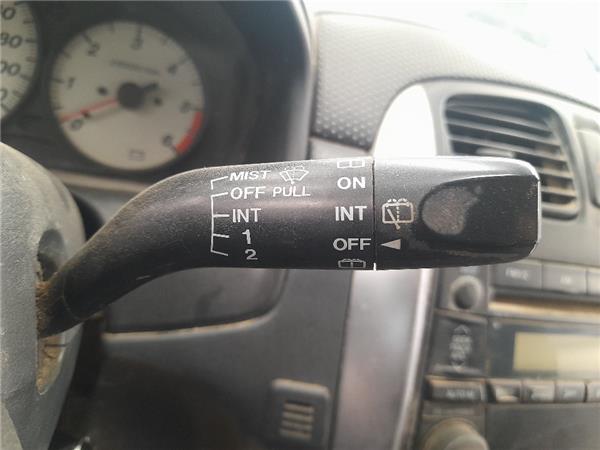 MIST
OFF PULL
INT
1
2
ON
INT
OFF